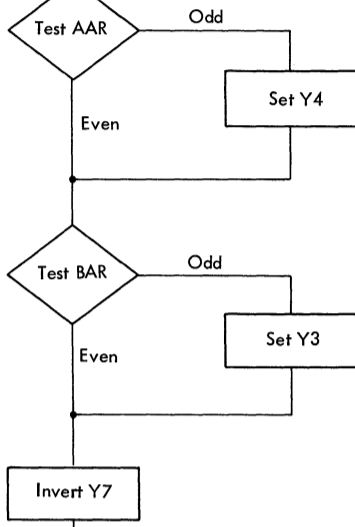 Odd
Test AAR
Set Y4
Even
Odd
Test BAR
Set Y3
Even
Invert Y7